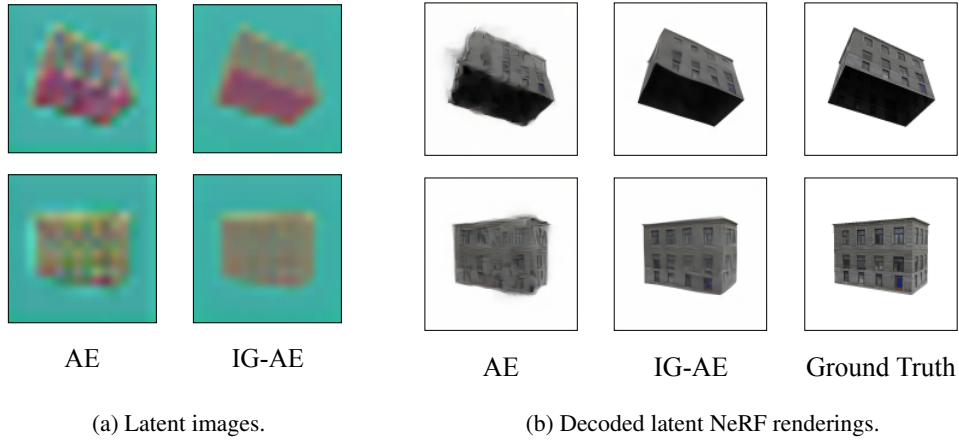 AE
IG-AE
AE
IG-AE
Ground Truth
(a) Latent images.
(b) Decoded latent NeRF renderings.